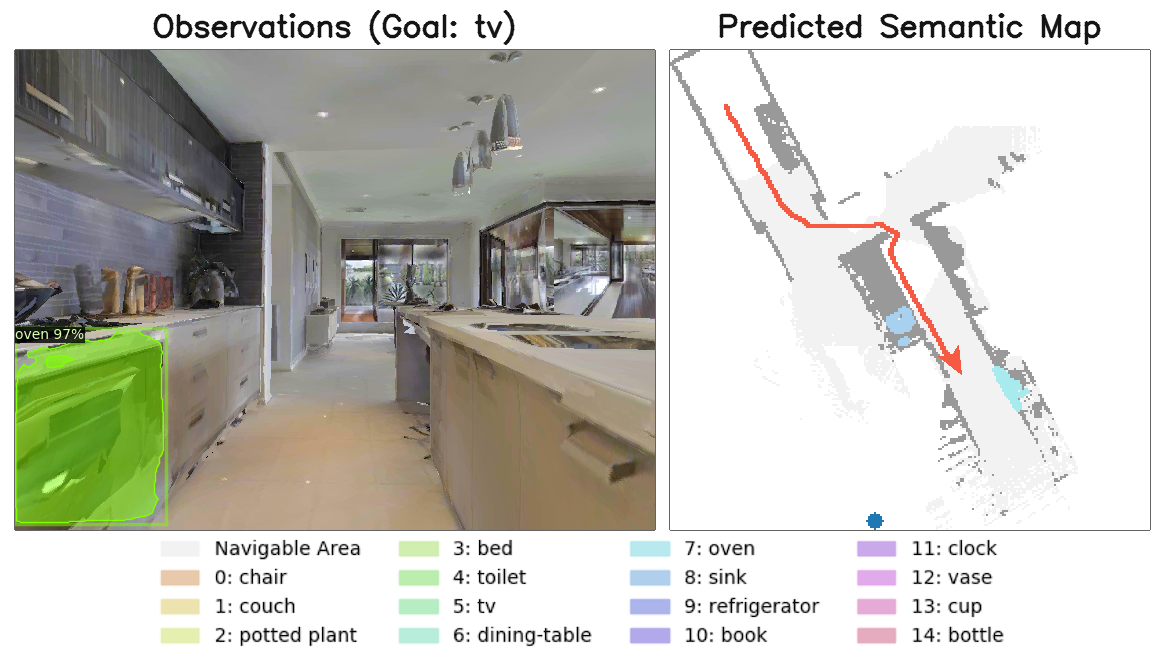 Observations (Goal: tv)
Predicted Semantic Map
oven 97%
Navigable Area
0: chair
1: couch
2: potted plant
3: bed
4: toilet
5: tv
6: dining-table
7: oven
8: sink
9: refrigerator
10: book
11: clock
12: vase
13: cup
14: bottle